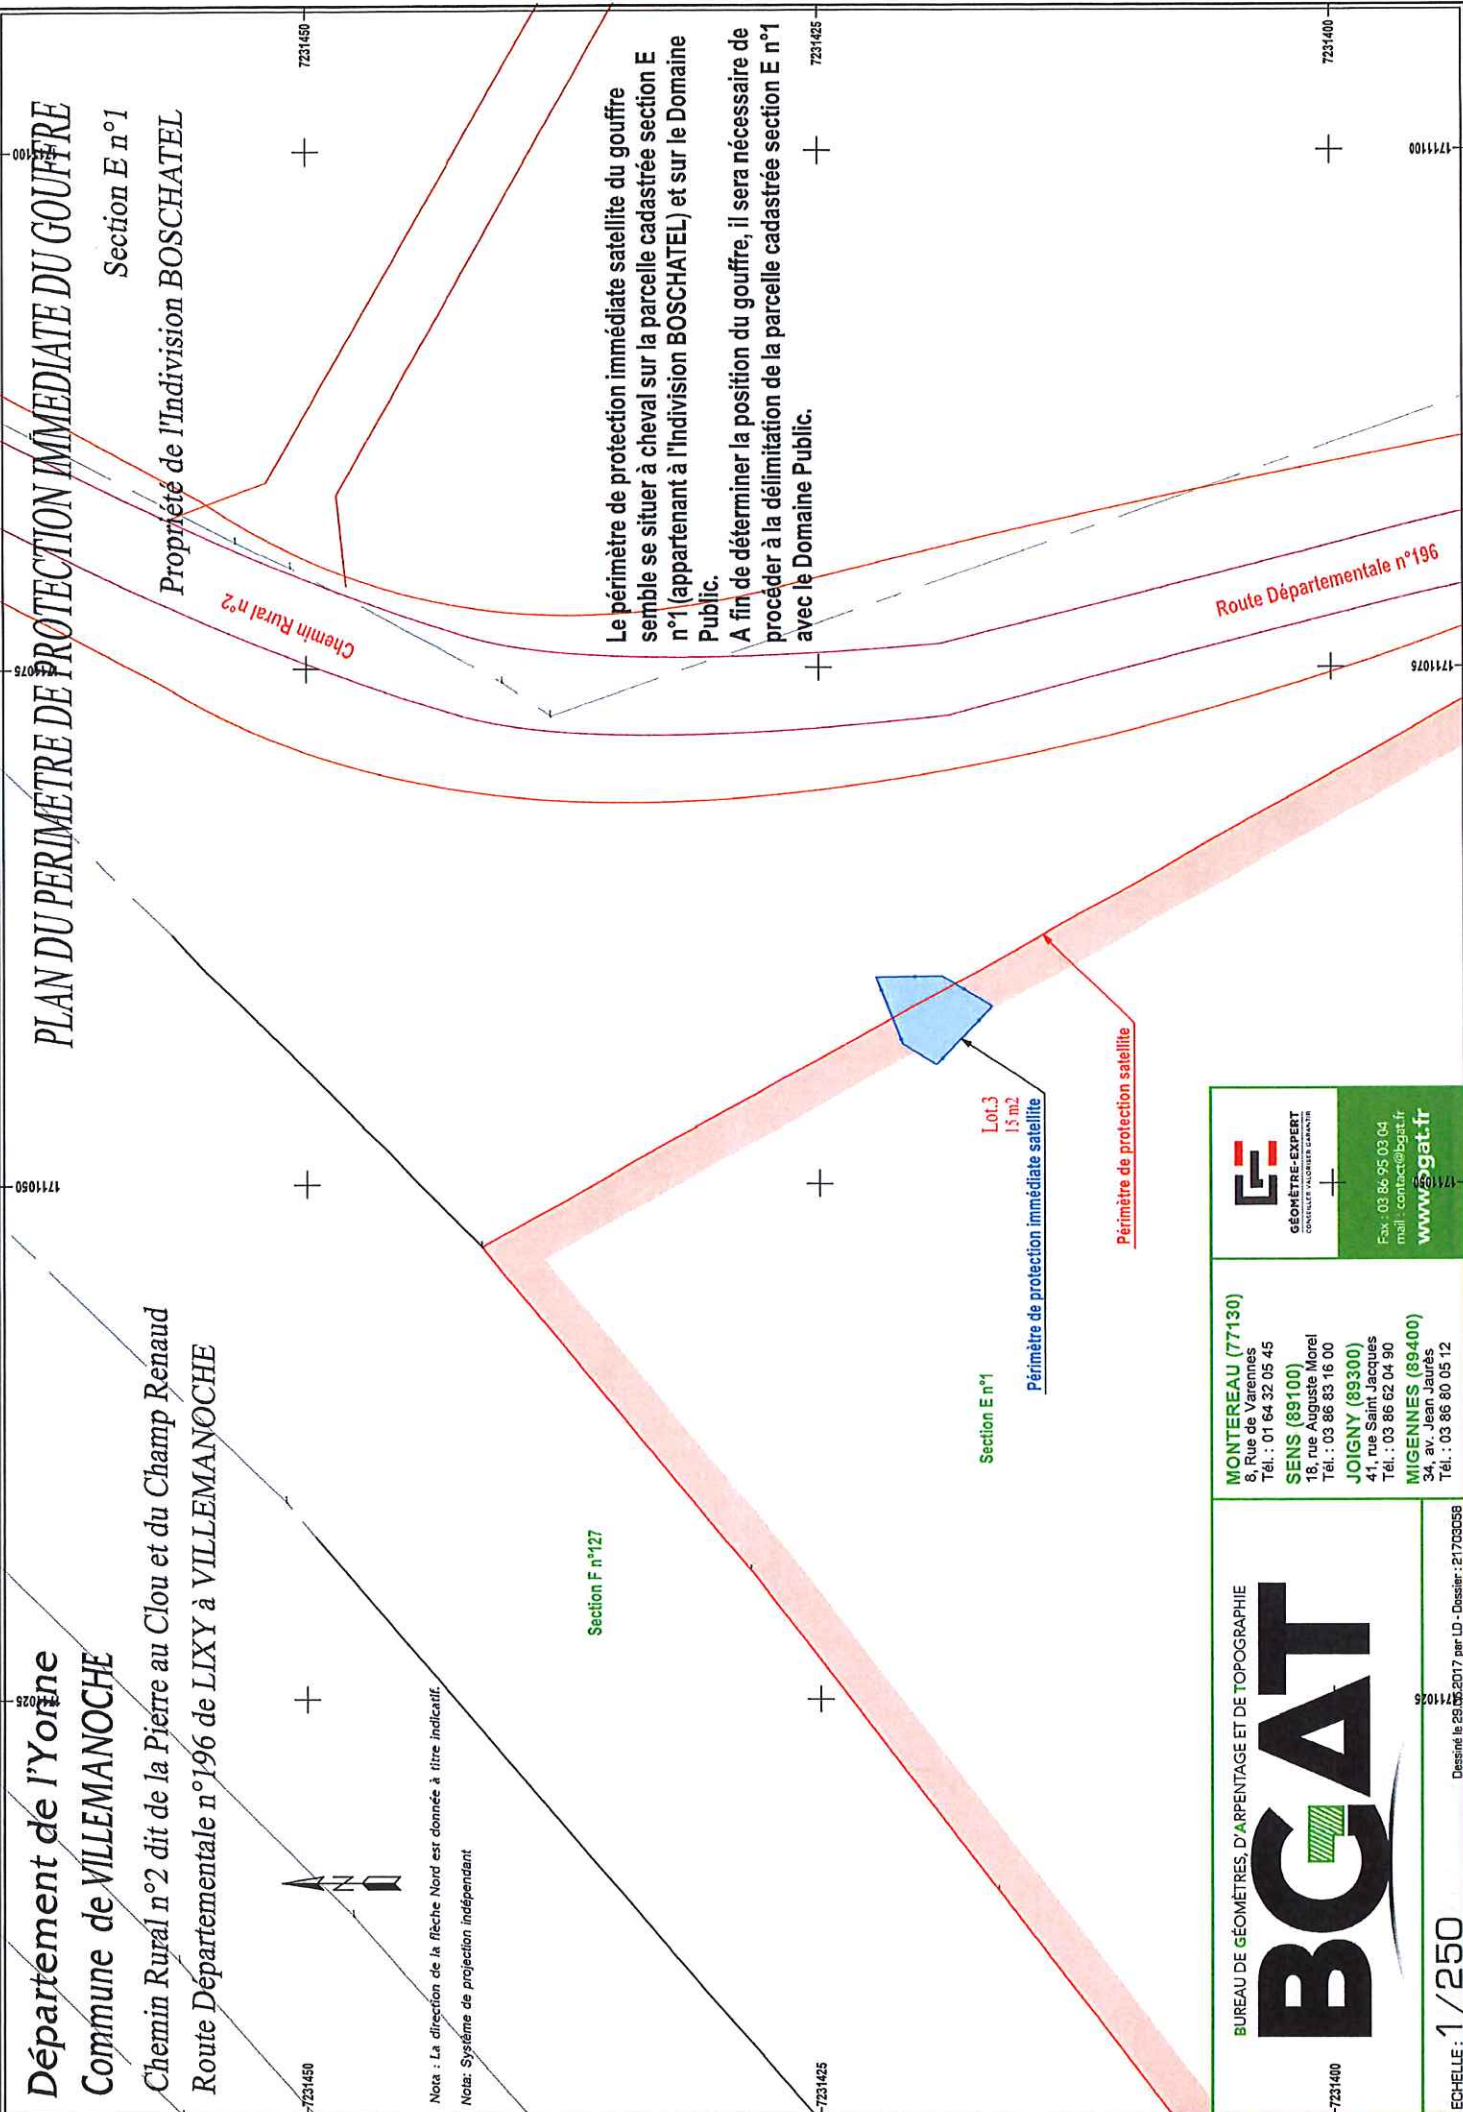 Département de l'Yonne
Commune de VILLEMANOCHE
Chemin Rural n°2 dit de la Pierre au Clou et du Champ Renaud
Route Départementale n°196 de LIXY à VILLEMANOCHE
PLAN DU PERIMETRE DE PROTECTION IMMEDIATE DU GOUFFRE
Section E n°1
Propriété de l'Indivision BOSCHATEL
1711025
1711050
1711075
1711100
7231450
7231450
Chemin Rural n°2
Nota : La direction de la flèche Nord est donnée à titre indicatif.
Nota: Système de projection indépendant
N
Le périmètre de protection immédiate satellite du gouffre
semble se situer à cheval sur la parcelle cadastrée section E
n°1 (appartenant à l'Indivision BOSCHATEL) et sur le Domaine
Public.
A fin de déterminer la position du gouffre, il sera nécessaire de
procéder à la délimitation de la parcelle cadastrée section E n°1
avec le Domaine Public.
Section F n°127
7231425
7231425
Section E n°1
Lot.3
15 m2
Périmètre de protection immédiate satellite
Périmètre de protection satellite
Route Départementale n°196
7231400
7231400
BUREAU DE GÉOMÈTRES, D'ARPENTAGE ET DE TOPOGRAPHIE
BGAT
MONTEREAU (77130)
8, Rue de Varennes
Tél. : 01 64 32 05 45
SENS (89100)
18, rue Auguste Morel
Tél. : 03 86 83 16 00
JOIGNY (89300)
41, rue Saint Jacques
Tél. : 03 86 62 04 90
MIGENNES (89400)
34, av. Jean Jaurès
Tél. : 03 86 80 05 12
GÉOMÈTRE-EXPERT
CONSEILLER VALORISER GARANTIR
Fax : 03 86 95 03 04
mail : contact@bgat.fr
www.bgat.fr
1711025
1711050
1711075
1711100
ECHELLE : 1/250
Dessiné le 29.05.2017 par LD - Dossier : 21703058